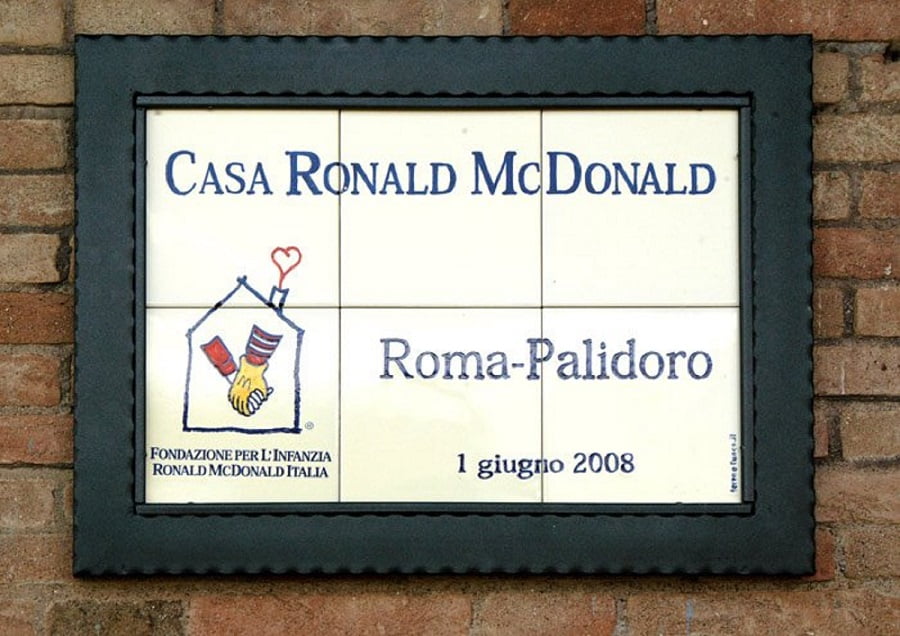 Casa Ronald McDonald
Roma-Palidoro
1 giugno 2008
Fondazione per l'Infanzia
Ronald McDonald Italia
®